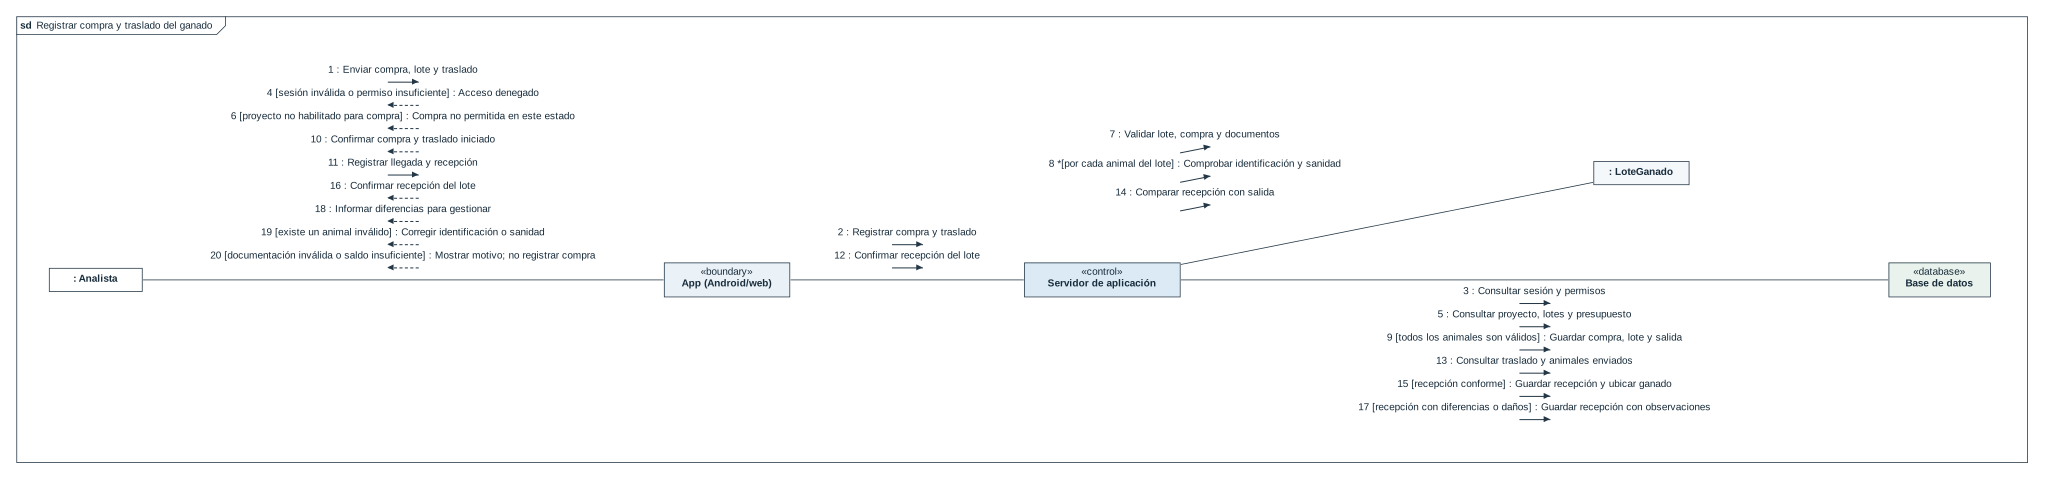 sd Registrar compra y traslado del ganado
1 : Enviar compra, lote y traslado
4 [sesión inválida o permiso insuficiente] : Acceso denegado
6 [proyecto no habilitado para compra] : Compra no permitida en este estado
10 : Confirmar compra y traslado iniciado
11 : Registrar llegada y recepción
16 : Confirmar recepción del lote
18 : Informar diferencias para gestionar
19 [existe un animal inválido] : Corregir identificación o sanidad
20 [documentación inválida o saldo insuficiente] : Mostrar motivo; no registrar compra
: Analista
«boundary»
App (Android/web)
2 : Registrar compra y traslado
12 : Confirmar recepción del lote
«control»
Servidor de aplicación
7 : Validar lote, compra y documentos
8 *[por cada animal del lote] : Comprobar identificación y sanidad
14 : Comparar recepción con salida
: LoteGanado
«database»
Base de datos
3 : Consultar sesión y permisos
5 : Consultar proyecto, lotes y presupuesto
9 [todos los animales son válidos] : Guardar compra, lote y salida
13 : Consultar traslado y animales enviados
15 [recepción conforme] : Guardar recepción y ubicar ganado
17 [recepción con diferencias o daños] : Guardar recepción con observaciones